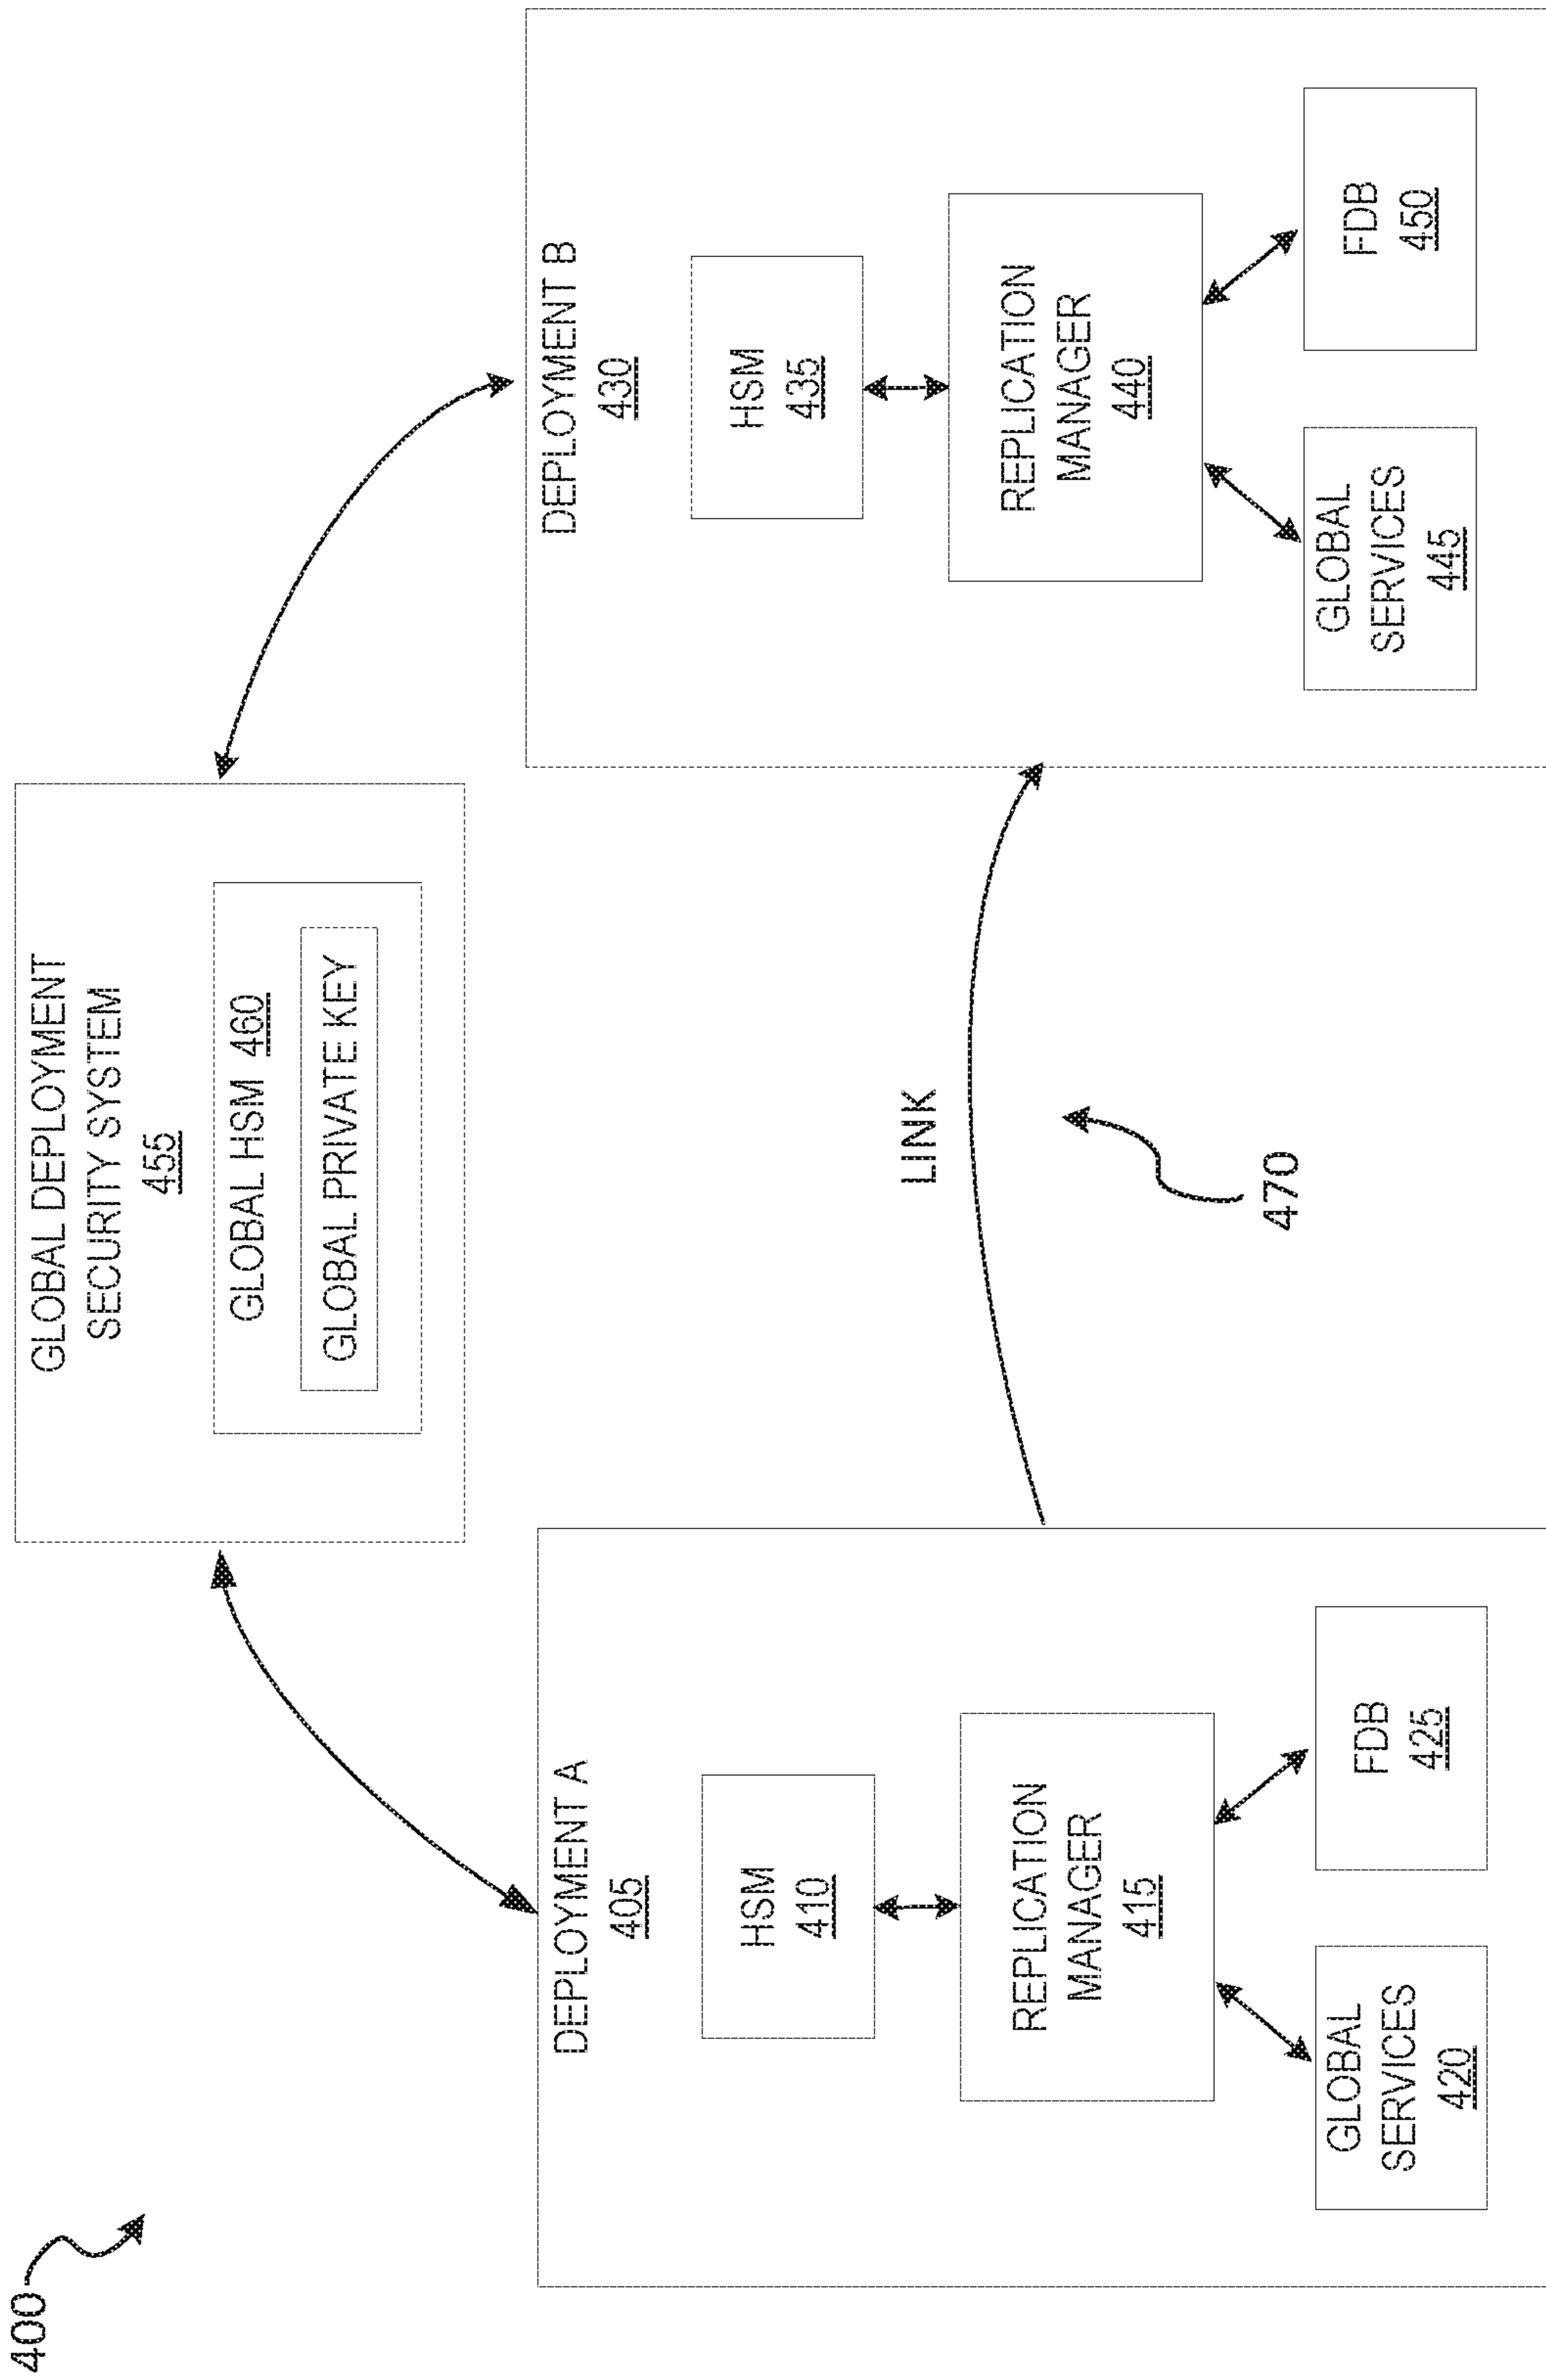 400
GLOBAL DEPLOYMENT
SECURITY SYSTEM
455
GLOBAL HSM 460
GLOBAL PRIVATE KEY
DEPLOYMENT A
405
HSM
410
REPLICATION
MANAGER
415
GLOBAL
SERVICES
420
FDB
425
LINK
470
DEPLOYMENT B
430
HSM
435
REPLICATION
MANAGER
440
GLOBAL
SERVICES
445
FDB
450